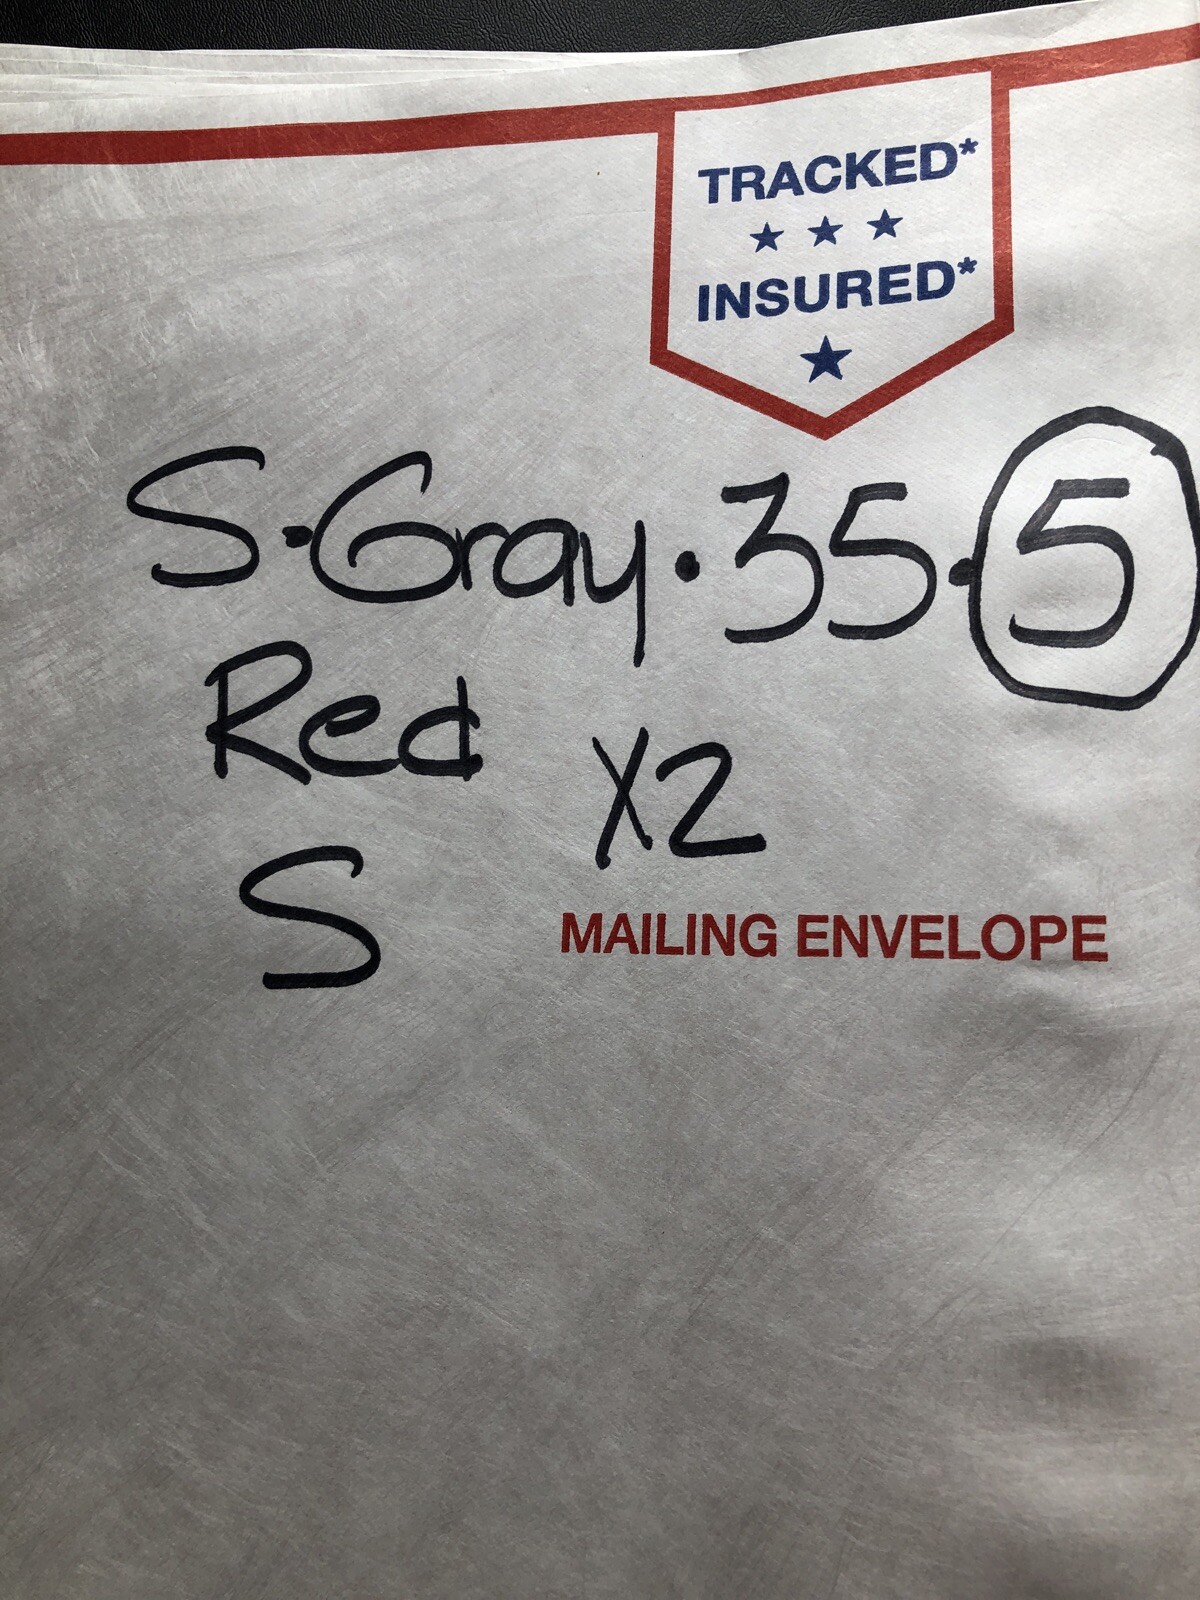 TRACKED*
★ ★ ★
INSURED*
★
S·Gray·35·5
Red
X2
S
MAILING ENVELOPE